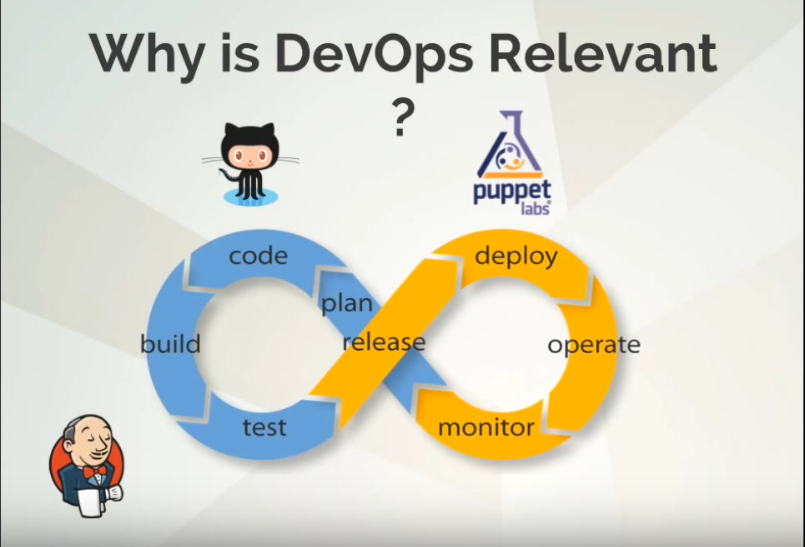 Why is DevOps Relevant
?
puppet
labs
code
deploy
plan
build
release
operate
test
monitor